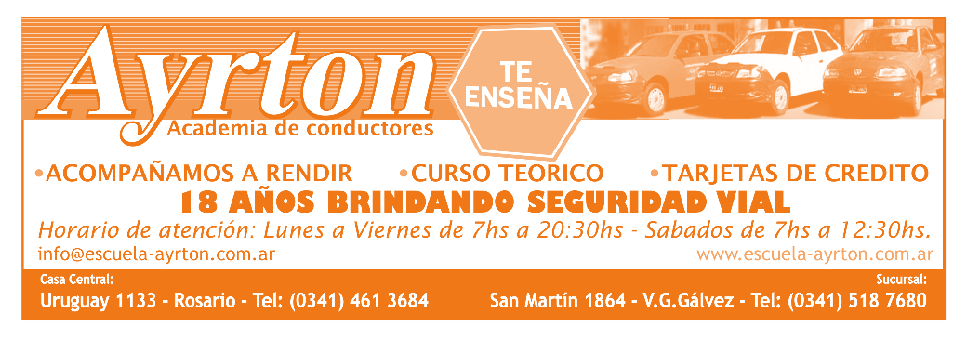 Ayrton
Academia de conductores
TE
ENSEÑA
•ACOMPAÑAMOS A RENDIR •CURSO TEORICO •TARJETAS DE CREDITO
18 AÑOS BRINDANDO SEGURIDAD VIAL
Horario de atención: Lunes a Viernes de 7hs a 20:30hs - Sabados de 7hs a 12:30hs.
info@escuela-ayrton.com.ar www.escuela-ayrton.com.ar
Casa Central: Sucursal:
Uruguay 1133 - Rosario - Tel: (0341) 461 3684 San Martín 1864 - V.G.Gálvez - Tel: (0341) 518 7680